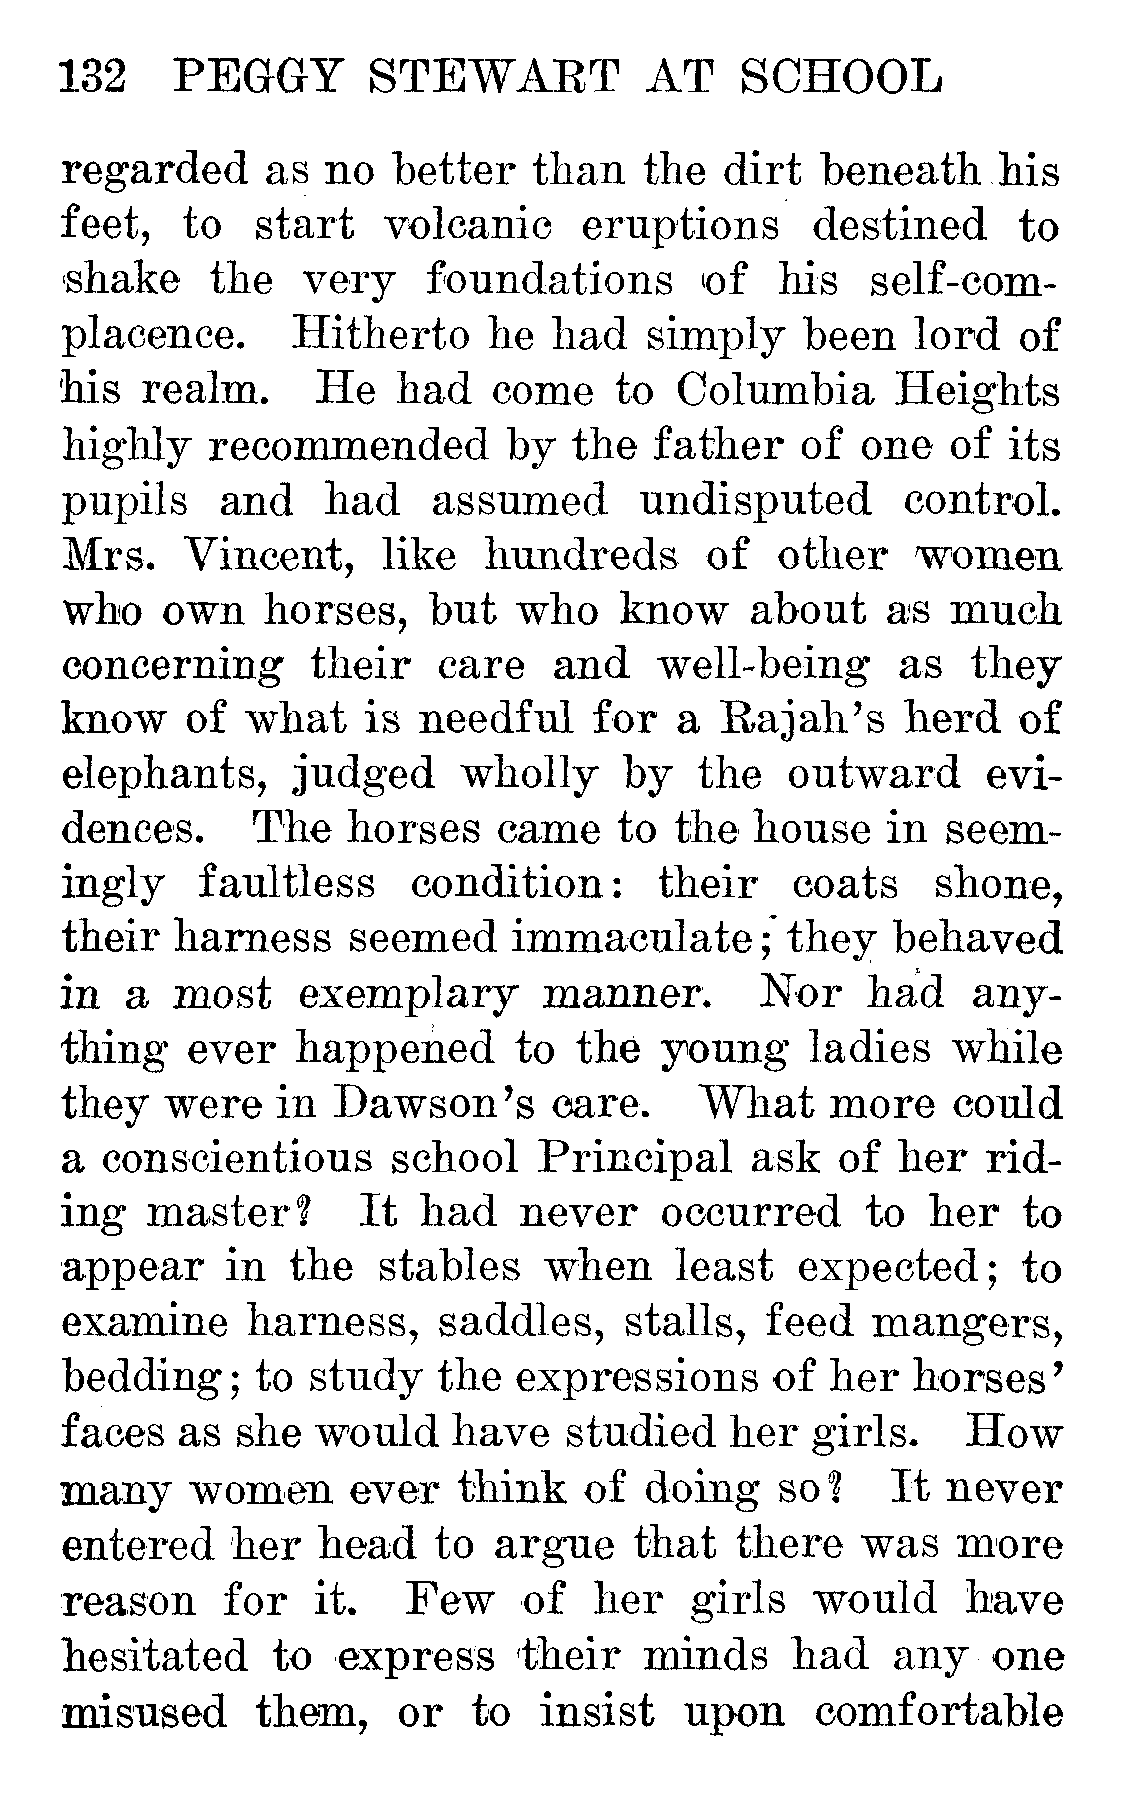 132 PEGGY STEWART AT SCHOOL
regarded as no better than the dirt beneath his
feet, to start volcanic eruptions destined to
shake the very foundations of his self-com-
placence. Hitherto he had simply been lord of
his realm. He had come to Columbia Heights
highly recommended by the father of one of its
pupils and had assumed undisputed control.
Mrs. Vincent, like hundreds of other women
who own horses, but who know about as much
concerning their care and well-being as they
know of what is needful for a Rajah's herd of
elephants, judged wholly by the outward evi-
dences. The horses came to the house in seem-
ingly faultless condition: their coats shone,
their harness seemed immaculate; they behaved
in a most exemplary manner. Nor had any-
thing ever happened to the young ladies while
they were in Dawson's care. What more could
a conscientious school Principal ask of her rid-
ing master? It had never occurred to her to
appear in the stables when least expected; to
examine harness, saddles, stalls, feed mangers,
bedding; to study the expressions of her horses'
faces as she would have studied her girls. How
many women ever think of doing so? It never
entered her head to argue that there was more
reason for it. Few of her girls would have
hesitated to express their minds had any one
misused them, or to insist upon comfortable